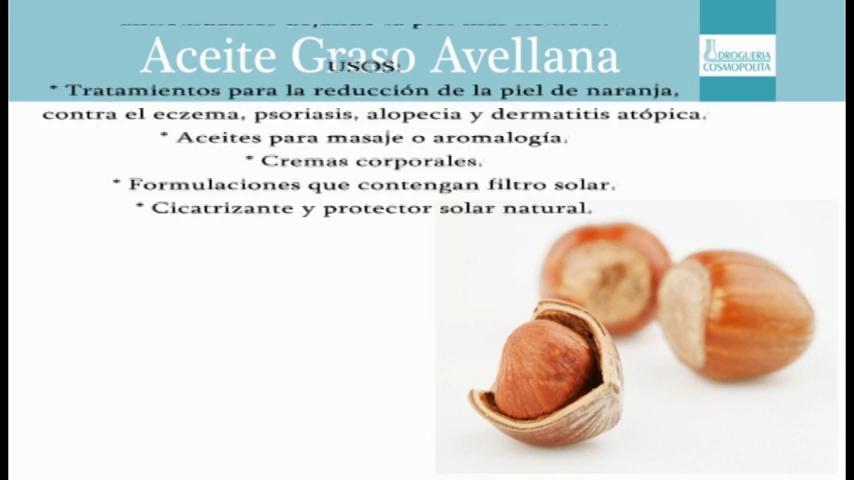 Aceite Graso Avellana
DROGUERIA
COSMOPOLITA
USOS:
* Tratamientos para la reducción de la piel de naranja,
contra el eczema, psoriasis, alopecia y dermatitis atópica.
* Aceites para masaje o aromalogía.
* Cremas corporales.
* Formulaciones que contengan filtro solar.
* Cicatrizante y protector solar natural.